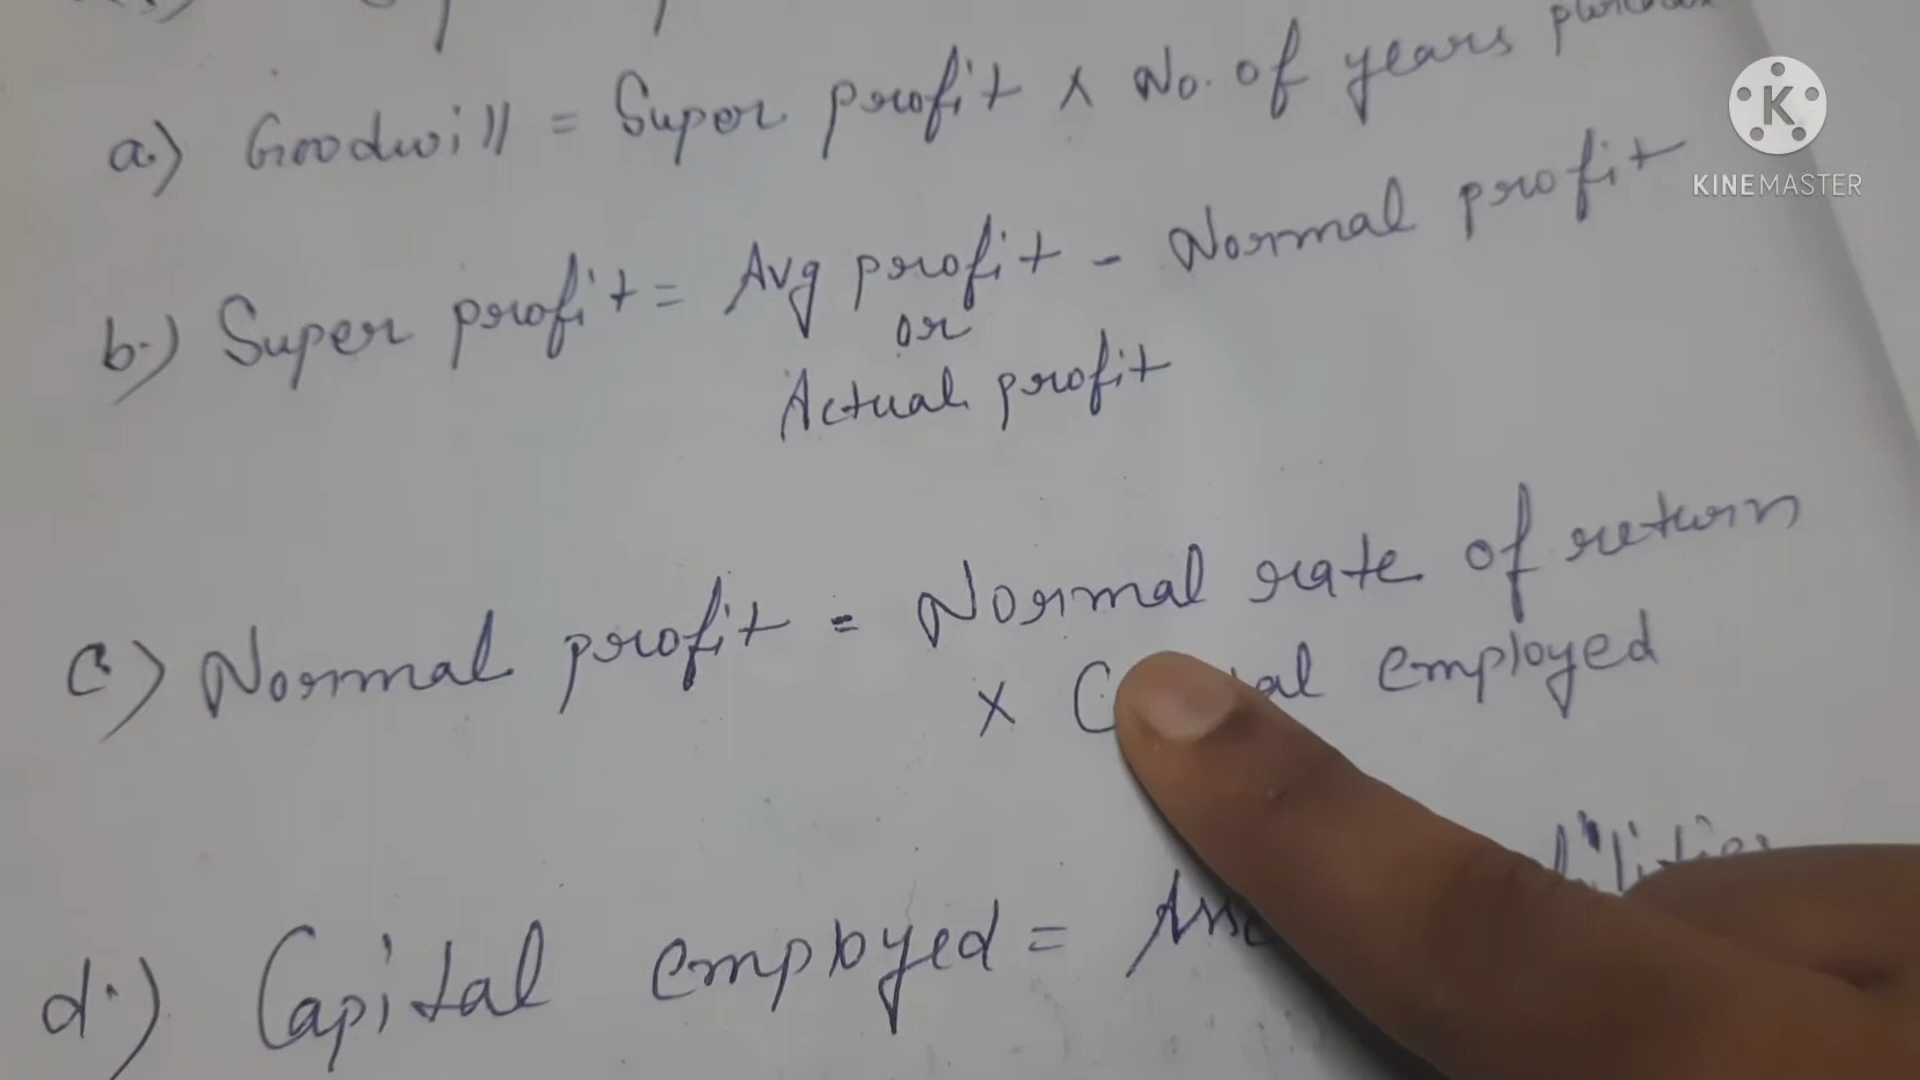 a.) Goodwill = Super profit x No. of years
b.) Super profit = Avg profit - Normal profit
or
Actual profit
c.) Normal profit = Normal rate of return
x employed
d.) Capital employed =
KINEMASTER